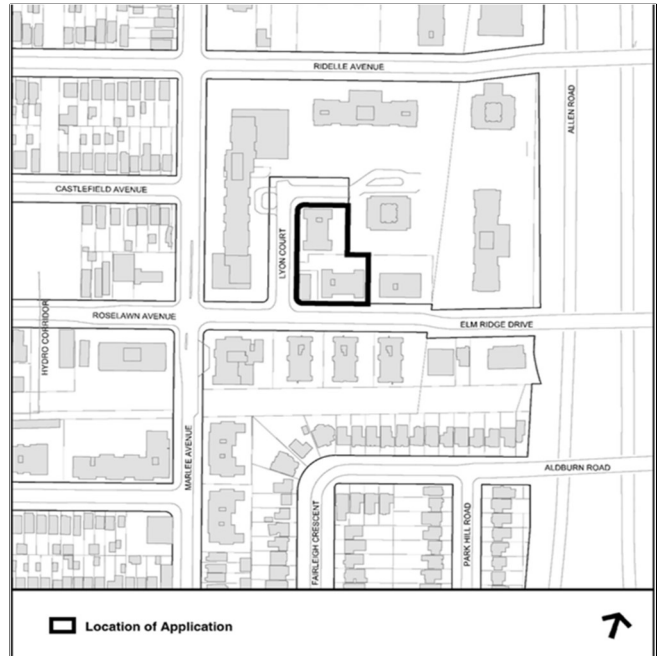 RIDELLE AVENUE
ALLEN ROAD
CASTLEFIELD AVENUE
LYON COURT
HYDRO CORRIDOR
ROSELAWN AVENUE
ELM RIDGE DRIVE
MARLEE AVENUE
ALDBURN ROAD
FAIRLEIGH CRESCENT
PARK HILL ROAD
Location of Application